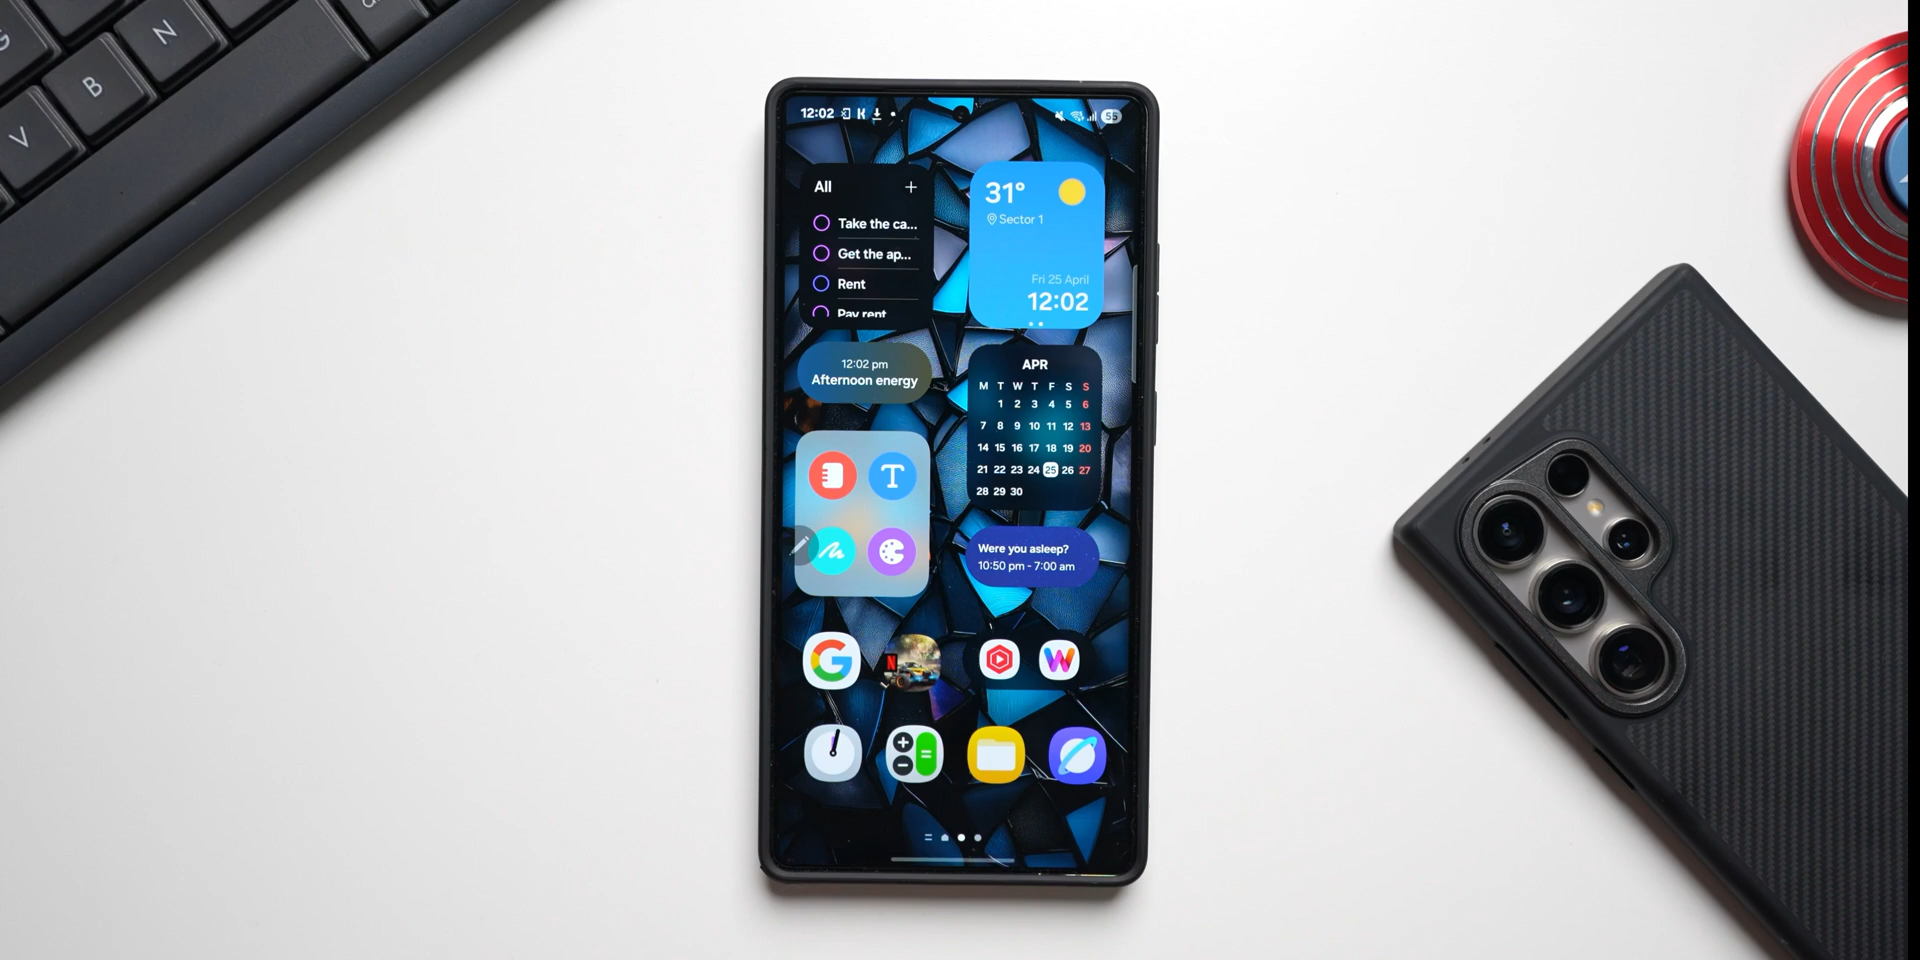 G
N
B
V
12:02
55
All +
Take the ca...
Get the ap...
Rent
Pay rent
31°
Sector 1
Fri 25 April
12:02
12:02 pm
Afternoon energy
APR
M T W T F S S
1 2 3 4 5 6
7 8 9 10 11 12 13
14 15 16 17 18 19 20
21 22 23 24 25 26 27
28 29 30
T
Were you asleep?
10:50 pm - 7:00 am
G
N
W